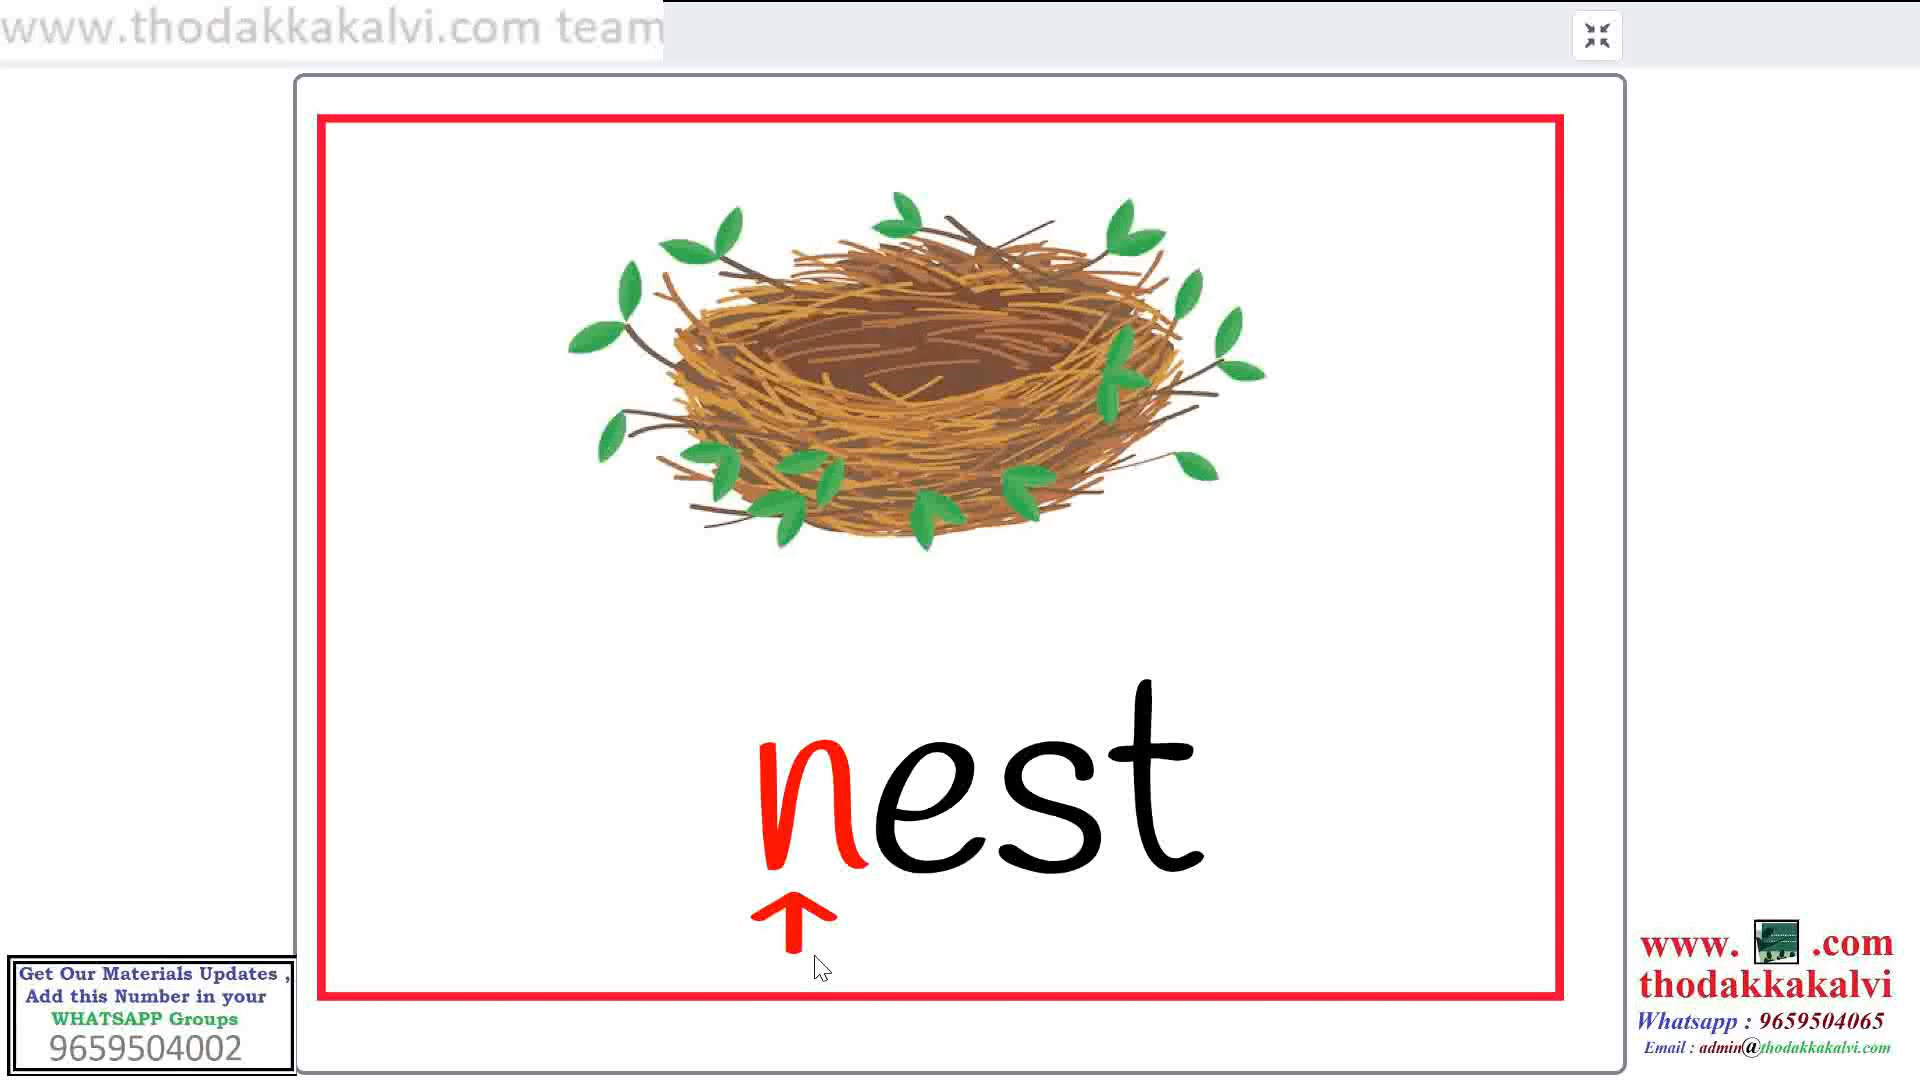 www.thodakkakalvi.com team
nest
Get Our Materials Updates ,
Add this Number in your
WHATSAPP Groups
9659504002
www. .com
thodakkakalvi
Whatsapp : 9659504065
Email : admin@thodakkakalvi.com